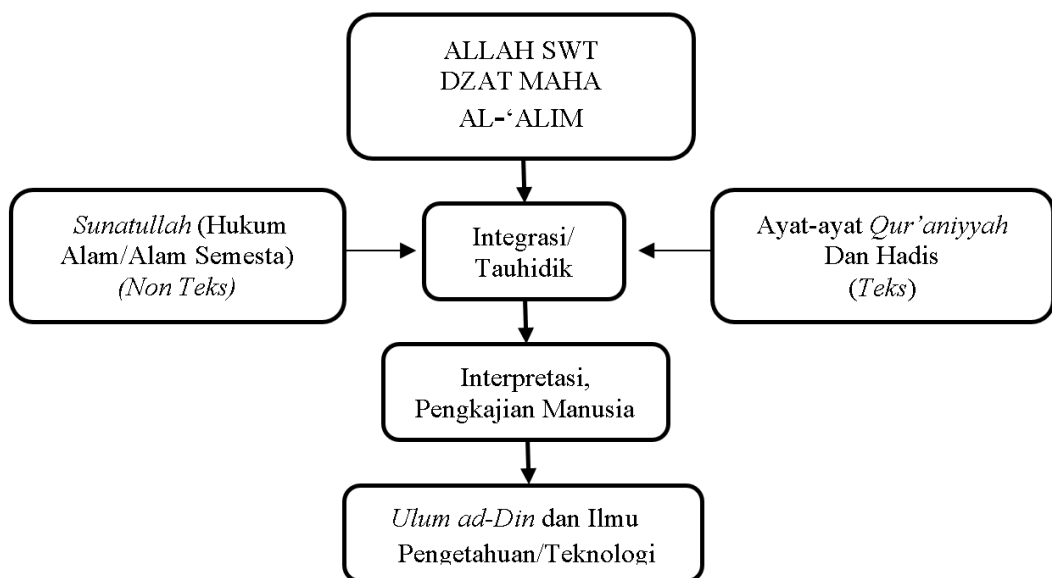 ALLAH SWT
DZAT MAHA
AL-‘ALIM
Sunatullah (Hukum
Alam/Alam Semesta)
(Non Teks)
Integrasi/
Tauhidik
Ayat-ayat Qur’aniyyah
Dan Hadis
(Teks)
Interpretasi,
Pengkajian Manusia
Ulum ad-Din dan Ilmu
Pengetahuan/Teknologi